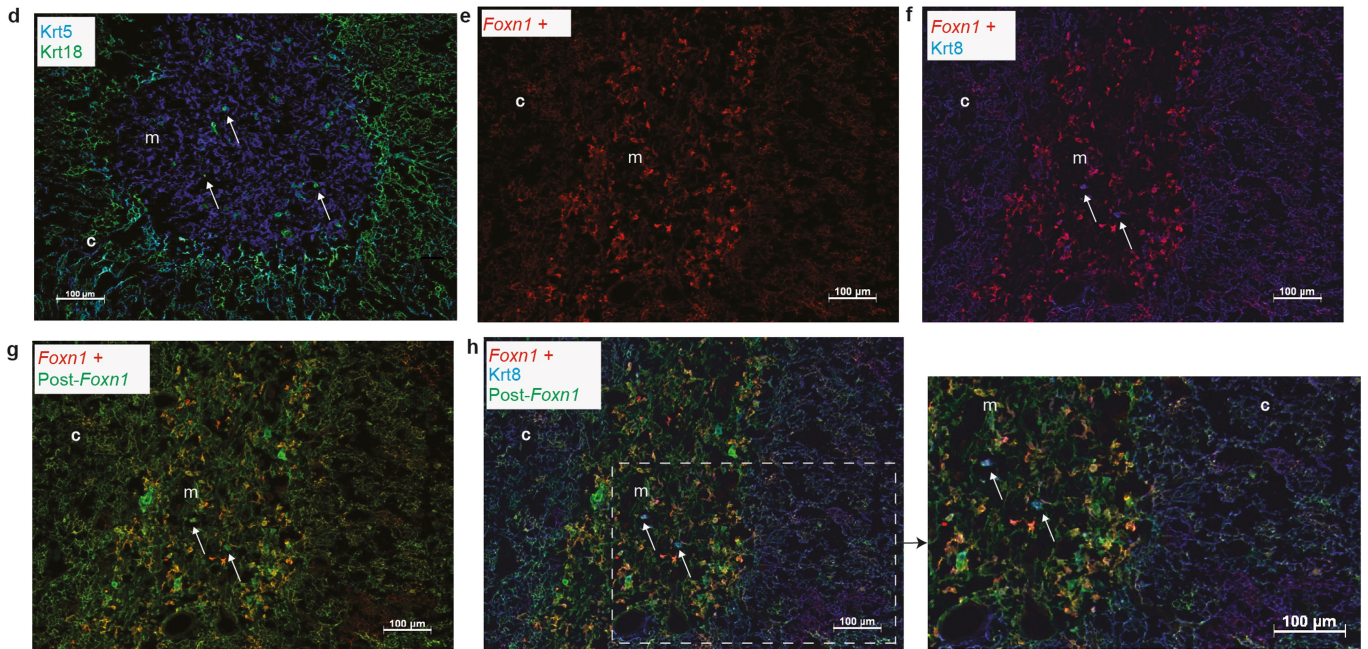 d
Krt5
Krt18
m
c
100 µm
e
Foxn1 +
c
m
100 µm
f
Foxn1 +
Krt8
c
m
100 µm
g
Foxn1 +
Post-Foxn1
c
m
100 µm
h
Foxn1 +
Krt8
Post-Foxn1
c
m
100 µm
m
c
100 µm